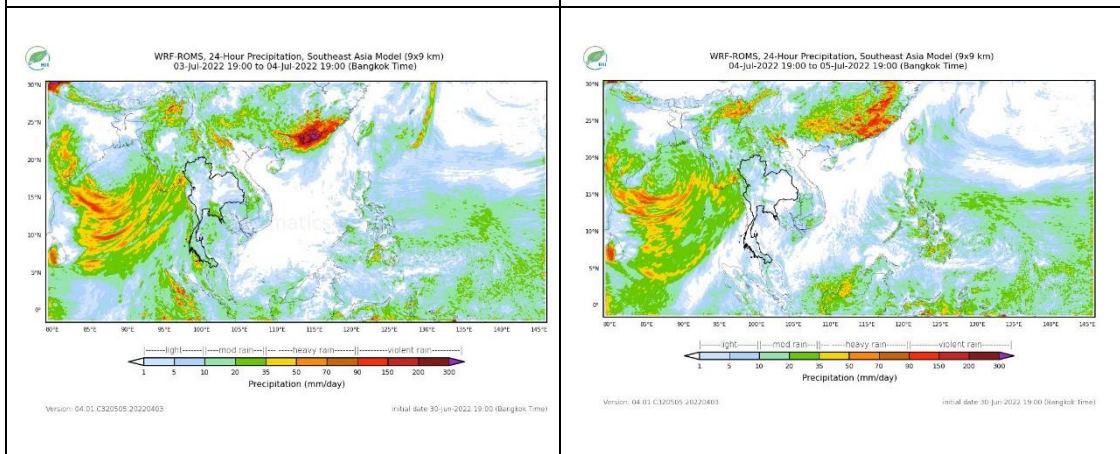 WRF-ROMS, 24-Hour Precipitation, Southeast Asia Model (9x9 km)
03-Jul-2022 19:00 to 04-Jul-2022 19:00 (Bangkok Time)
30°N
25°N
20°N
15°N
10°N
5°N
0°
80°E 85°E 90°E 95°E 100°E 105°E 110°E 115°E 120°E 125°E 130°E 135°E 140°E 145°E
|-------light-------||----mod rain----||-----heavy rain-------||------------violent rain-----------|
1 5 10 20 35 50 70 90 150 200 300
Precipitation (mm/day)
Version: 04.01.C320505.20220403 initial date 30-Jun-2022 19:00 (Bangkok Time)
WRF-ROMS, 24-Hour Precipitation, Southeast Asia Model (9x9 km)
04-Jul-2022 19:00 to 05-Jul-2022 19:00 (Bangkok Time)
30°N
25°N
20°N
15°N
10°N
5°N
0°
80°E 85°E 90°E 95°E 100°E 105°E 110°E 115°E 120°E 125°E 130°E 135°E 140°E 145°E
|-------light-------||----mod rain----||-----heavy rain-------||------------violent rain-----------|
1 5 10 20 35 50 70 90 150 200 300
Precipitation (mm/day)
Version: 04.01.C320505.20220403 initial date 30-Jun-2022 19:00 (Bangkok Time)